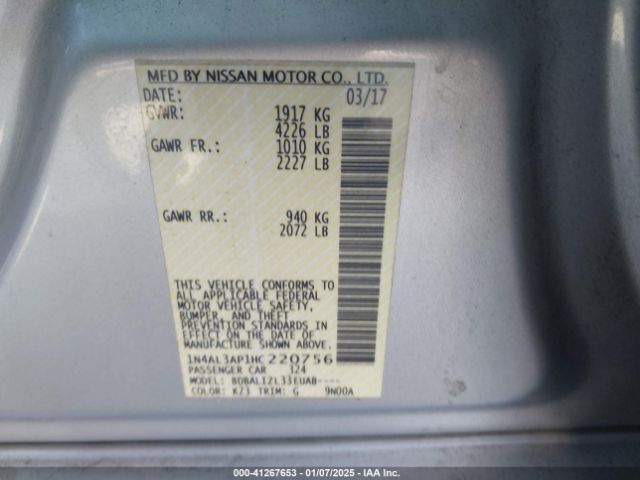 MFD BY NISSAN MOTOR CO., LTD.
DATE: 03/17
GVWR: 1917 KG
4226 LB
GAWR FR.: 1010 KG
2227 LB
GAWR RR.: 940 KG
2072 LB
THIS VEHICLE CONFORMS TO
ALL APPLICABLE FEDERAL
MOTOR VEHICLE SAFETY,
BUMPER, AND THEFT
PREVENTION STANDARDS IN
EFFECT ON THE DATE OF
MANUFACTURE SHOWN ABOVE.
1N4AL3AP1HC220756
PASSENGER CAR 324
MODEL: BDBALIZL33EUAB----
COLOR: K23 TRIM: G 9N00A
000-41267653 - 01/07/2025 - IAA Inc.